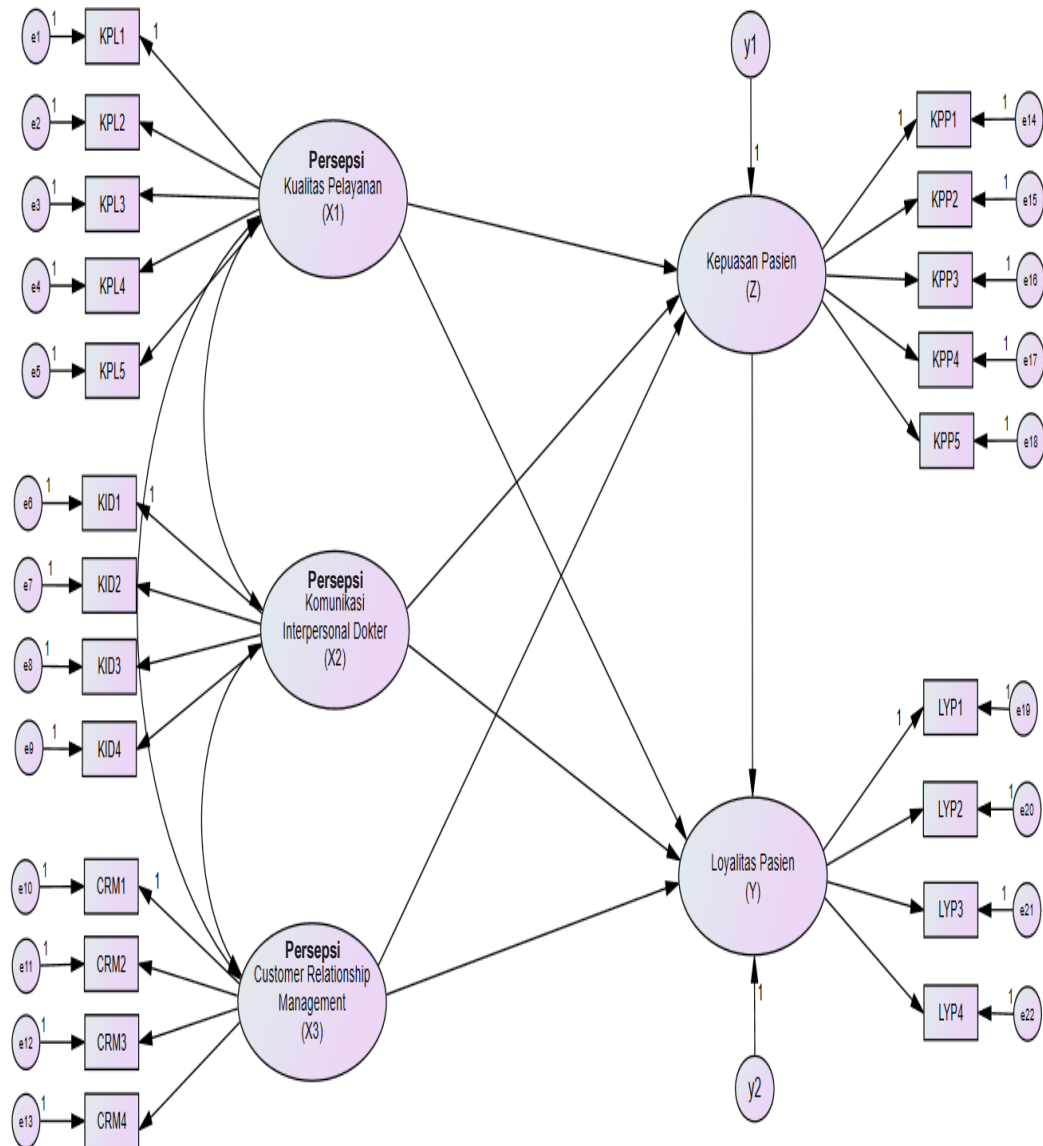 e1
1
KPL1
1
e2
1
KPL2
e3
1
KPL3
e4
1
KPL4
e5
1
KPL5
Persepsi
Kualitas Pelayanan
(X1)
e6
1
KID1
1
e7
1
KID2
e8
1
KID3
e9
1
KID4
Persepsi
Komunikasi
Interpersonal Dokter
(X2)
e10
1
CRM1
1
e11
1
CRM2
e12
1
CRM3
e13
1
CRM4
Persepsi
Customer Relationship
Management
(X3)
y1
1
Kepuasan Pasien
(Z)
1
KPP1
1
e14
KPP2
1
e15
KPP3
1
e16
KPP4
1
e17
KPP5
1
e18
Loyalitas Pasien
(Y)
1
y2
1
LYP1
1
e19
LYP2
1
e20
LYP3
1
e21
LYP4
1
e22